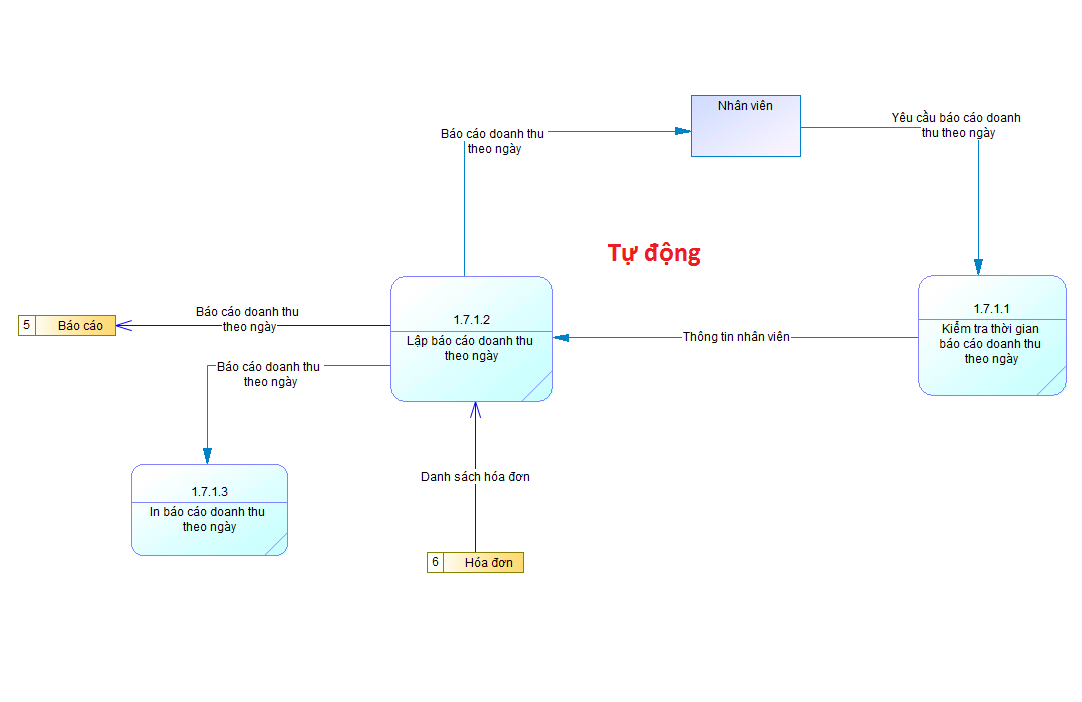 Nhân viên
Yêu cầu báo cáo doanh
thu theo ngày
Báo cáo doanh thu
theo ngày
Tự động
5 Báo cáo
Báo cáo doanh thu
theo ngày
1.7.1.2
Lập báo cáo doanh thu
theo ngày
Thông tin nhân viên
1.7.1.1
Kiểm tra thời gian
báo cáo doanh thu
theo ngày
Báo cáo doanh thu
theo ngày
1.7.1.3
In báo cáo doanh thu
theo ngày
Danh sách hóa đơn
6 Hóa đơn